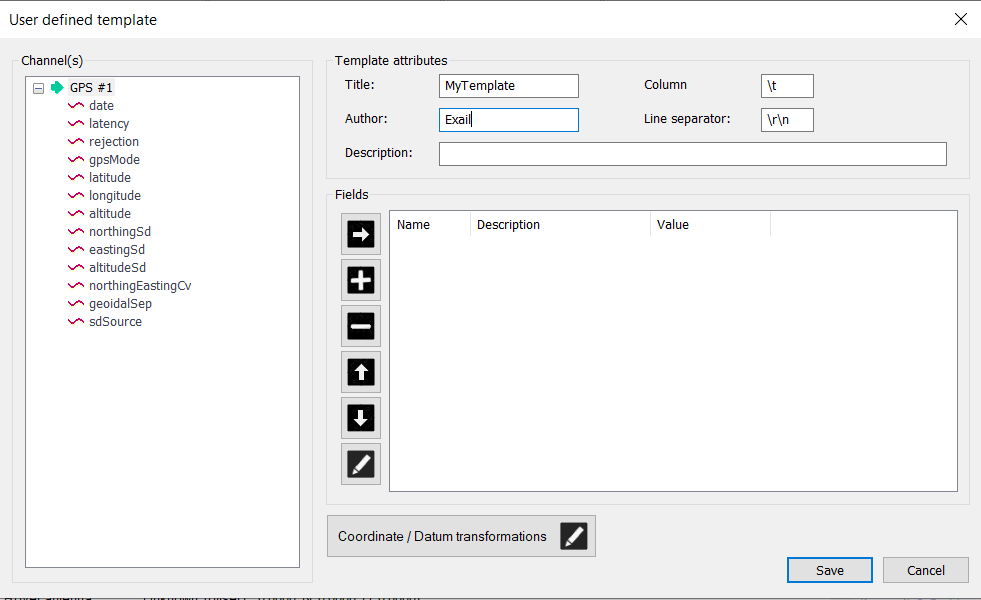 User defined template
Channel(s)
GPS #1
date
latency
rejection
gpsMode
latitude
longitude
altitude
northingSd
eastingSd
altitudeSd
northingEastingCv
geoidalSep
sdSource
Template attributes
Title: MyTemplate Column \t
Author: Exail Line separator: \r\n
Description:
Fields
Name Description Value
Coordinate / Datum transformations
Save Cancel